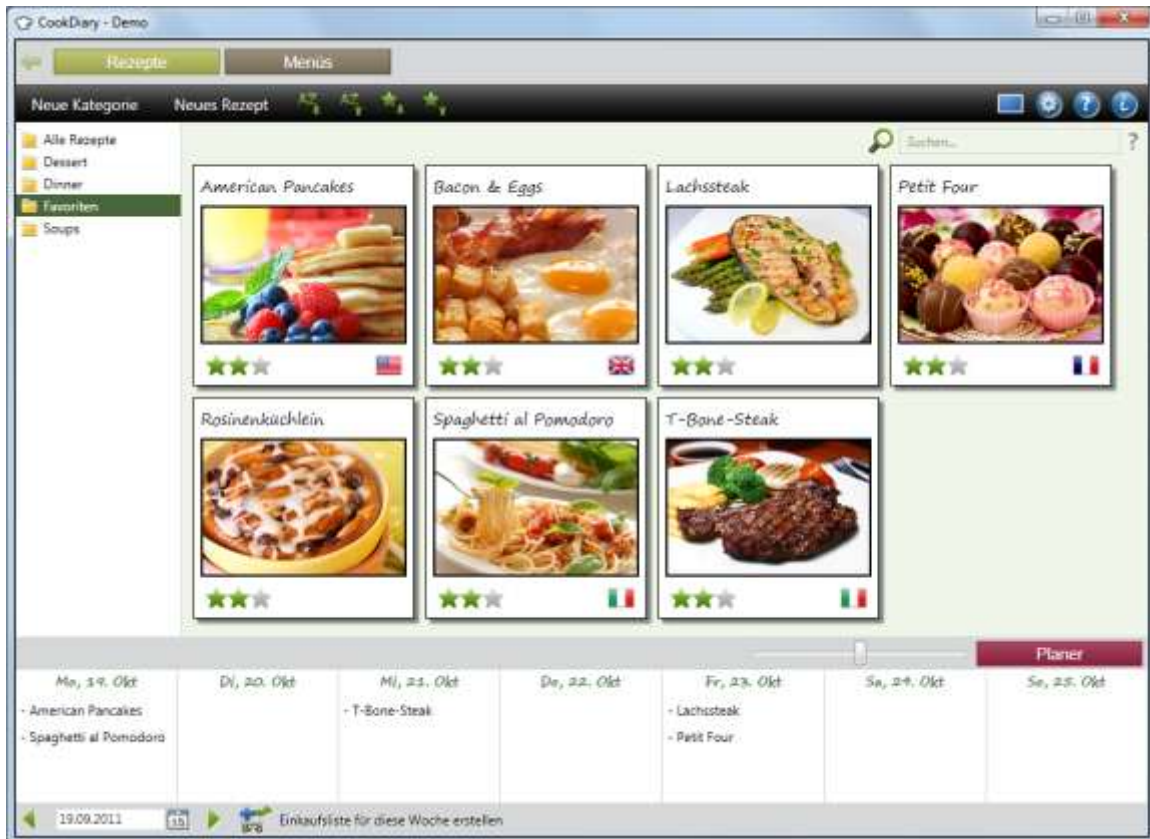 CookDiary - Demo
Rezepte
Menüs
Neue Kategorie
Neues Rezept
Alle Rezepte
Dessert
Dinner
Favoriten
Soups
Suchen...
?
American Pancakes
Bacon & Eggs
Lachssteak
Petit Four
Rosinenküchlein
Spaghetti al Pomodoro
T-Bone-Steak
Planer
Mo, 19. Okt
Di, 20. Okt
Mi, 21. Okt
Do, 22. Okt
Fr, 23. Okt
Sa, 24. Okt
So, 25. Okt
- American Pancakes
- T-Bone-Steak
- Lachssteak
- Spaghetti al Pomodoro
- Petit Four
19.09.2011
15
Einkaufsliste für diese Woche erstellen